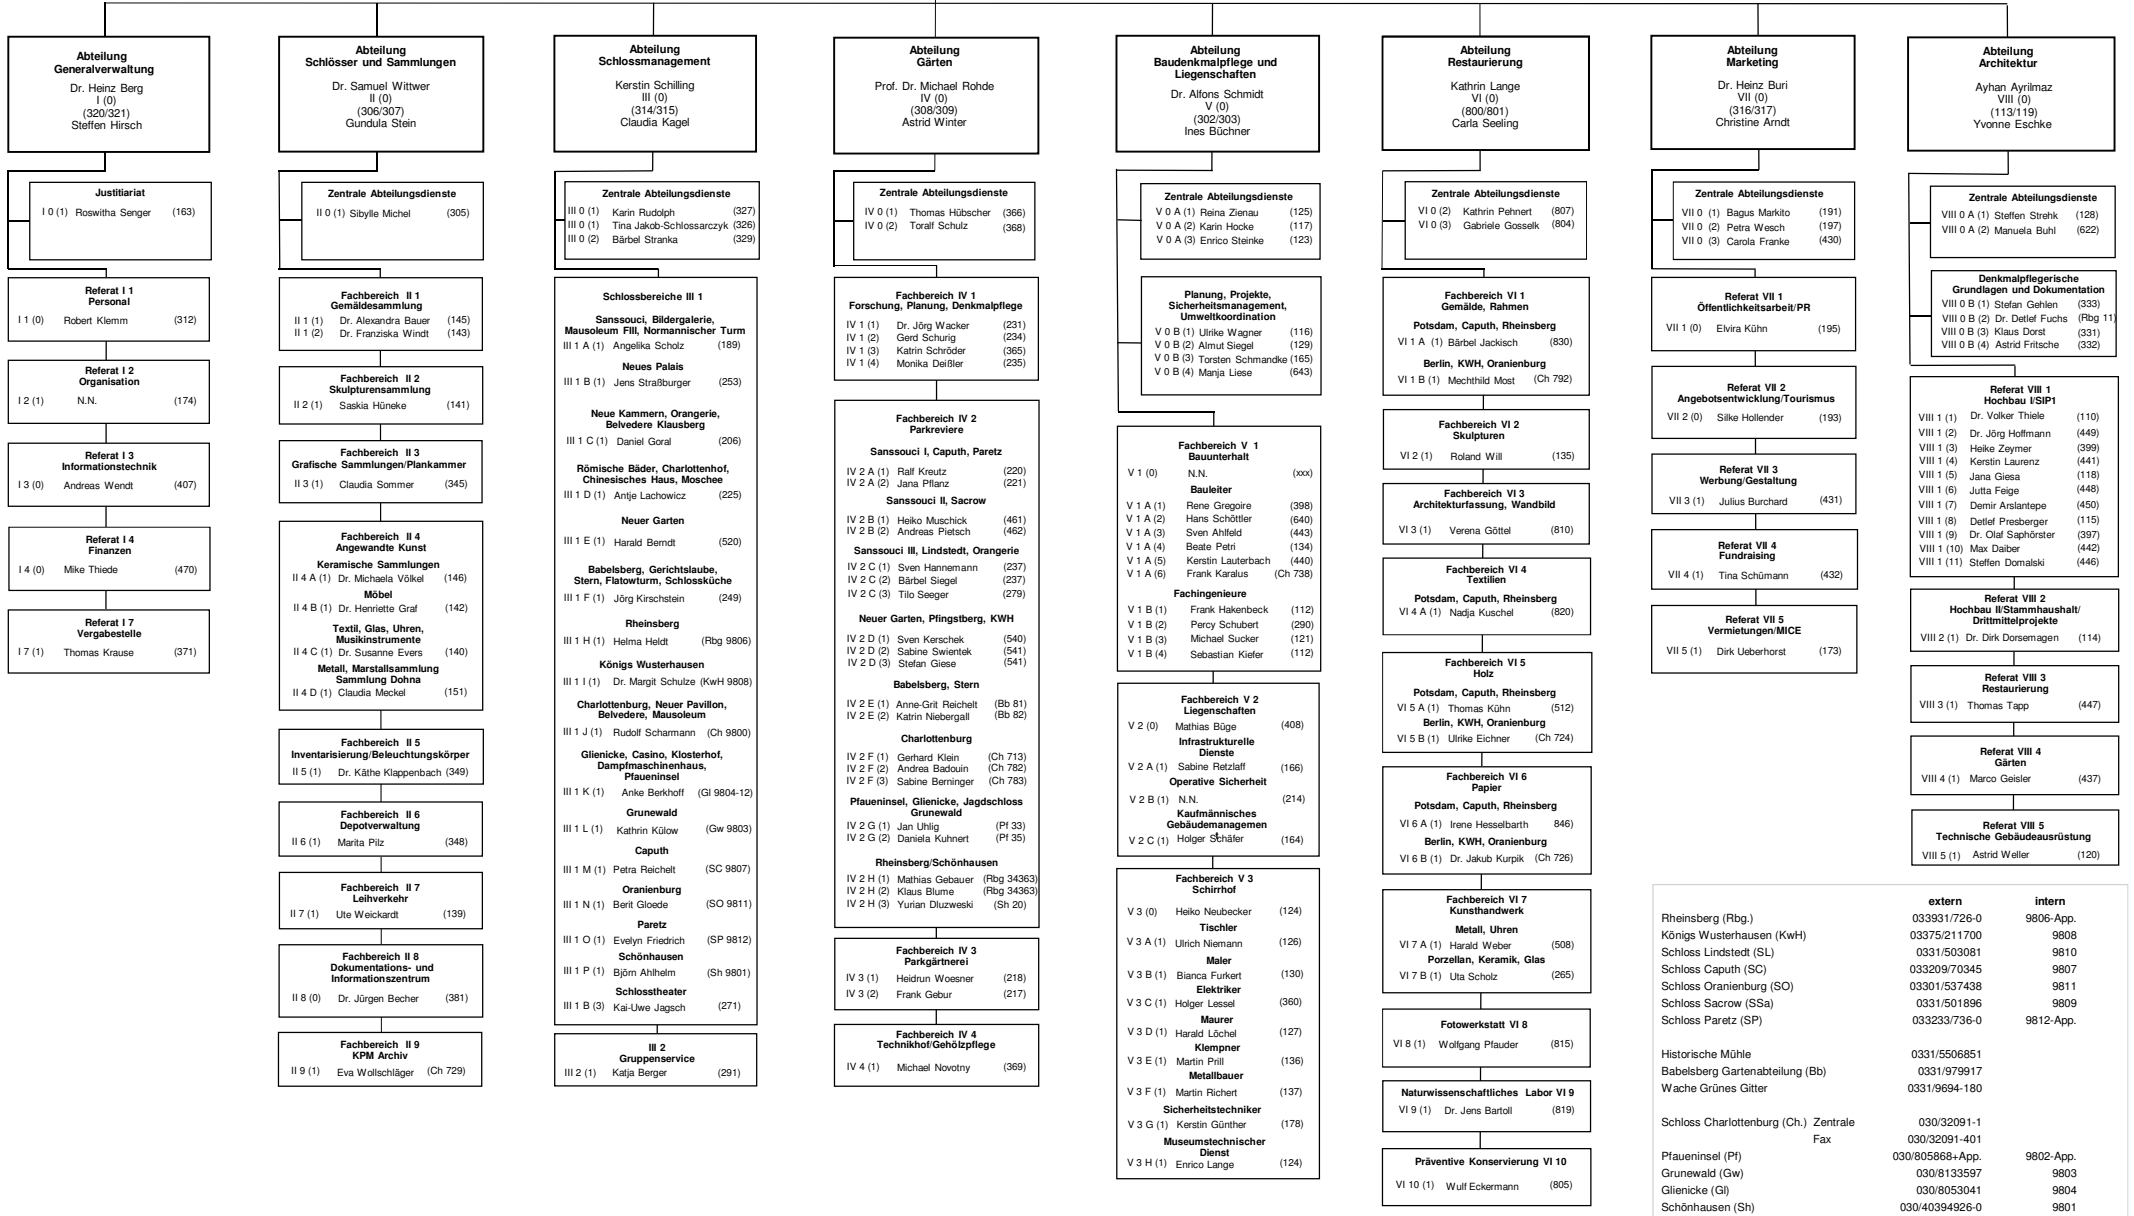 Abteilung
Generalverwaltung
Dr. Heinz Berg
I (0)
(320/321)
Steffen Hirsch
Justitiariat
I 0 (1) Roswitha Senger (163)
Referat I 1
Personal
I 1 (0) Robert Klemm (312)
Referat I 2
Organisation
I 2 (1) N.N. (174)
Referat I 3
Informationstechnik
I 3 (0) Andreas Wendt (407)
Referat I 4
Finanzen
I 4 (0) Mike Thiede (470)
Referat I 7
Vergabestelle
I 7 (1) Thomas Krause (371)
Abteilung
Schlösser und Sammlungen
Dr. Samuel Wittwer
II (0)
(306/307)
Gundula Stein
Zentrale Abteilungsdienste
II 0 (1) Sibylle Michel (305)
Fachbereich II 1
Gemäldesammlung
II 1 (1) Dr. Alexandra Bauer (145)
II 1 (2) Dr. Franziska Windt (143)
Fachbereich II 2
Skulpturensammlung
II 2 (1) Saskia Hüneke (141)
Fachbereich II 3
Grafische Sammlungen/Plankammer
II 3 (1) Claudia Sommer (345)
Fachbereich II 4
Angewandte Kunst
Keramische Sammlungen
II 4 A (1) Dr. Michaela Völkel (146)
Möbel
II 4 B (1) Dr. Henriette Graf (142)
Textil, Glas, Uhren,
Musikinstrumente
II 4 C (1) Dr. Susanne Evers (140)
Metall, Marstallsammlung
Sammlung Dohna
II 4 D (1) Claudia Meckel (151)
Fachbereich II 5
Inventarisierung/Beleuchtungskörper
II 5 (1) Dr. Käthe Klappenbach (349)
Fachbereich II 6
Depotverwaltung
II 6 (1) Marita Pilz (348)
Fachbereich II 7
Leihverkehr
II 7 (1) Ute Weickardt (139)
Fachbereich II 8
Dokumentations- und
Informationszentrum
II 8 (0) Dr. Jürgen Becher (381)
Fachbereich II 9
KPM Archiv
II 9 (1) Eva Wollschläger (Ch 729)
Abteilung
Schlossmanagement
Kerstin Schilling
III (0)
(314/315)
Claudia Kagel
Zentrale Abteilungsdienste
III 0 (1) Karin Rudolph (327)
III 0 (1) Tina Jakob-Schlossarczyk (326)
III 0 (2) Bärbel Stranka (329)
Schlossbereiche III 1
Sanssouci, Bildergalerie,
Mausoleum FIII, Normannischer Turm
III 1 A (1) Angelika Scholz (189)
Neues Palais
III 1 B (1) Jens Straßburger (253)
Neue Kammern, Orangerie,
Belvedere Klausberg
III 1 C (1) Daniel Goral (206)
Römische Bäder, Charlottenhof,
Chinesisches Haus, Moschee
III 1 D (1) Antje Lachowicz (225)
Neuer Garten
III 1 E (1) Harald Berndt (520)
Babelsberg, Gerichtslaube,
Stern, Flatowturm, Schlossküche
III 1 F (1) Jörg Kirschstein (249)
Rheinsberg
III 1 H (1) Helma Heldt (Rbg 9806)
Königs Wusterhausen
III 1 I (1) Dr. Margit Schulze (KwH 9808)
Charlottenburg, Neuer Pavillon,
Belvedere, Mausoleum
III 1 J (1) Rudolf Scharmann (Ch 9800)
Glienicke, Casino, Klosterhof,
Dampfmaschinenhaus,
Pfaueninsel
III 1 K (1) Anke Berkhoff (Gl 9804-12)
Grunewald
III 1 L (1) Kathrin Külow (Gw 9803)
Caputh
III 1 M (1) Petra Reichelt (SC 9807)
Oranienburg
III 1 N (1) Berit Gloede (SO 9811)
Paretz
III 1 O (1) Evelyn Friedrich (SP 9812)
Schönhausen
III 1 P (1) Björn Ahlhelm (Sh 9801)
Schlosstheater
III 1 B (3) Kai-Uwe Jagsch (271)
III 2
Gruppenservice
III 2 (1) Katja Berger (291)
Abteilung
Gärten
Prof. Dr. Michael Rohde
IV (0)
(308/309)
Astrid Winter
Zentrale Abteilungsdienste
IV 0 (1) Thomas Hübscher (366)
IV 0 (2) Toralf Schulz (368)
Fachbereich IV 1
Forschung, Planung, Denkmalpflege
IV 1 (1) Dr. Jörg Wacker (231)
IV 1 (2) Gerd Schurig (234)
IV 1 (3) Katrin Schröder (365)
IV 1 (4) Monika Deißler (235)
Fachbereich IV 2
Parkreviere
Sanssouci I, Caputh, Paretz
IV 2 A (1) Ralf Kreutz (220)
IV 2 A (2) Jana Pflanz (221)
Sanssouci II, Sacrow
IV 2 B (1) Heiko Muschick (461)
IV 2 B (2) Andreas Pietsch (462)
Sanssouci III, Lindstedt, Orangerie
IV 2 C (1) Sven Hannemann (237)
IV 2 C (2) Bärbel Siegel (237)
IV 2 C (3) Tilo Seeger (279)
Neuer Garten, Pfingstberg, KWH
IV 2 D (1) Sven Kerschek (540)
IV 2 D (2) Sabine Swientek (541)
IV 2 D (3) Stefan Giese (541)
Babelsberg, Stern
IV 2 E (1) Anne-Grit Reichelt (Bb 81)
IV 2 E (2) Katrin Niebergall (Bb 82)
Charlottenburg
IV 2 F (1) Gerhard Klein (Ch 713)
IV 2 F (2) Andrea Badouin (Ch 782)
IV 2 F (3) Sabine Berninger (Ch 783)
Pfaueninsel, Glienicke, Jagdschloss
Grunewald
IV 2 G (1) Jan Uhlig (Pf 33)
IV 2 G (2) Daniela Kuhnert (Pf 35)
Rheinsberg/Schönhausen
IV 2 H (1) Mathias Gebauer (Rbg 34363)
IV 2 H (2) Klaus Blume (Rbg 34363)
IV 2 H (3) Yurian Dluzweski (Sh 20)
Fachbereich IV 3
Parkgärtnerei
IV 3 (1) Heidrun Woesner (218)
IV 3 (2) Frank Gebur (217)
Fachbereich IV 4
Technikhof/Gehölzpflege
IV 4 (1) Michael Novotny (369)
Abteilung
Baudenkmalpflege und
Liegenschaften
Dr. Alfons Schmidt
V (0)
(302/303)
Ines Büchner
Zentrale Abteilungsdienste
V 0 A (1) Reina Zienau (125)
V 0 A (2) Karin Hocke (117)
V 0 A (3) Enrico Steinke (123)
Planung, Projekte,
Sicherheitsmanagement,
Umweltkoordination
V 0 B (1) Ulrike Wagner (116)
V 0 B (2) Almut Siegel (129)
V 0 B (3) Torsten Schmandke (165)
V 0 B (4) Manja Liese (643)
Fachbereich V 1
Bauunterhalt
V 1 (0) N.N. (xxx)
Bauleiter
V 1 A (1) Rene Gregoire (398)
V 1 A (2) Hans Schöttler (640)
V 1 A (3) Sven Ahlfeld (443)
V 1 A (4) Beate Petri (134)
V 1 A (5) Kerstin Lauterbach (440)
V 1 A (6) Frank Karalus (Ch 738)
Fachingenieure
V 1 B (1) Frank Hakenbeck (112)
V 1 B (2) Percy Schubert (290)
V 1 B (3) Michael Sucker (121)
V 1 B (4) Sebastian Kiefer (112)
Fachbereich V 2
Liegenschaften
V 2 (0) Mathias Büge (408)
Infrastrukturelle
Dienste
V 2 A (1) Sabine Retzlaff (166)
Operative Sicherheit
V 2 B (1) N.N. (214)
Kaufmännisches
Gebäudemanagemen
t
V 2 C (1) Holger Schäfer (164)
Fachbereich V 3
Schirrhof
V 3 (0) Heiko Neubecker (124)
Tischler
V 3 A (1) Ulrich Niemann (126)
Maler
V 3 B (1) Bianca Furkert (130)
Elektriker
V 3 C (1) Holger Lessel (360)
Maurer
V 3 D (1) Harald Löchel (127)
Klempner
V 3 E (1) Martin Prill (136)
Metallbauer
V 3 F (1) Martin Richert (137)
Sicherheitstechniker
V 3 G (1) Kerstin Günther (178)
Museumstechnischer
Dienst
V 3 H (1) Enrico Lange (124)
Abteilung
Restaurierung
Kathrin Lange
VI (0)
(800/801)
Carla Seeling
Zentrale Abteilungsdienste
VI 0 (2) Kathrin Pehnert (807)
VI 0 (3) Gabriele Gosselk (804)
Fachbereich VI 1
Gemälde, Rahmen
Potsdam, Caputh, Rheinsberg
VI 1 A (1) Bärbel Jackisch (830)
Berlin, KWH, Oranienburg
VI 1 B (1) Mechthild Most (Ch 792)
Fachbereich VI 2
Skulpturen
VI 2 (1) Roland Will (135)
Fachbereich VI 3
Architekturfassung, Wandbild
VI 3 (1) Verena Göttel (810)
Fachbereich VI 4
Textilien
Potsdam, Caputh, Rheinsberg
VI 4 A (1) Nadja Kuschel (820)
Fachbereich VI 5
Holz
Potsdam, Caputh, Rheinsberg
VI 5 A (1) Thomas Kühn (512)
Berlin, KWH, Oranienburg
VI 5 B (1) Ulrike Eichner (Ch 724)
Fachbereich VI 6
Papier
Potsdam, Caputh, Rheinsberg
VI 6 A (1) Irene Hesselbarth 846)
Berlin, KWH, Oranienburg
VI 6 B (1) Dr. Jakub Kurpik (Ch 726)
Fachbereich VI 7
Kunsthandwerk
Metall, Uhren
VI 7 A (1) Harald Weber (508)
Porzellan, Keramik, Glas
VI 7 B (1) Uta Scholz (265)
Fotowerkstatt VI 8
VI 8 (1) Wolfgang Pfauder (815)
Naturwissenschaftliches Labor VI 9
VI 9 (1) Dr. Jens Bartoll (819)
Präventive Konservierung VI 10
VI 10 (1) Wulf Eckermann (805)
Abteilung
Marketing
Dr. Heinz Buri
VII (0)
(316/317)
Christine Arndt
Zentrale Abteilungsdienste
VII 0 (1) Bagus Markito (191)
VII 0 (2) Petra Wesch (197)
VII 0 (3) Carola Franke (430)
Referat VII 1
Öffentlichkeitsarbeit/PR
VII 1 (0) Elvira Kühn (195)
Referat VII 2
Angebotsentwicklung/Tourismus
VII 2 (0) Silke Hollender (193)
Referat VII 3
Werbung/Gestaltung
VII 3 (1) Julius Burchard (431)
Referat VII 4
Fundraising
VII 4 (1) Tina Schümann (432)
Referat VII 5
Vermietungen/MICE
VII 5 (1) Dirk Ueberhorst (173)
Abteilung
Architektur
Ayhan Ayrilmaz
VIII (0)
(113/119)
Yvonne Eschke
Zentrale Abteilungsdienste
VIII 0 A (1) Steffen Strehk (128)
VIII 0 A (2) Manuela Buhl (622)
Denkmalpflegerische
Grundlagen und Dokumentation
VIII 0 B (1) Stefan Gehlen (333)
VIII 0 B (2) Dr. Detlef Fuchs (Rbg 11)
VIII 0 B (3) Klaus Dorst (331)
VIII 0 B (4) Astrid Fritsche (332)
Referat VIII 1
Hochbau I/SIP1
VIII 1 (1) Dr. Volker Thiele (110)
VIII 1 (2) Dr. Jörg Hoffmann (449)
VIII 1 (3) Heike Zeymer (399)
VIII 1 (4) Kerstin Laurenz (441)
VIII 1 (5) Jana Giesa (118)
VIII 1 (6) Jutta Feige (448)
VIII 1 (7) Demir Arslantepe (450)
VIII 1 (8) Detlef Presberger (115)
VIII 1 (9) Dr. Olaf Saphörster (397)
VIII 1 (10) Max Daiber (442)
VIII 1 (11) Steffen Domalski (446)
Referat VIII 2
Hochbau II/Stammhaushalt/
Drittmittelprojekte
VIII 2 (1) Dr. Dirk Dorsemagen (114)
Referat VIII 3
Restaurierung
VIII 3 (1) Thomas Tapp (447)
Referat VIII 4
Gärten
VIII 4 (1) Marco Geisler (437)
Referat VIII 5
Technische Gebäudeausrüstung
VIII 5 (1) Astrid Weller (120)
extern intern
Rheinsberg (Rbg.) 033931/726-0 9806-App.
Königs Wusterhausen (KwH) 03375/211700 9808
Schloss Lindstedt (SL) 0331/503081 9810
Schloss Caputh (SC) 033209/70345 9807
Schloss Oranienburg (SO) 03301/537438 9811
Schloss Sacrow (SSa) 0331/501896 9809
Schloss Paretz (SP) 033233/736-0 9812-App.
Historische Mühle 0331/5506851
Babelsberg Gartenabteilung (Bb) 0331/979917
Wache Grünes Gitter 0331/9694-180
Schloss Charlottenburg (Ch.) Zentrale 030/32091-1
Fax 030/32091-401
Pfaueninsel (Pf) 030/805868+App. 9802-App.
Grunewald (Gw) 030/8133597 9803
Glienicke (Gl) 030/8053041 9804
Schönhausen (Sh) 030/40394926-0 9801